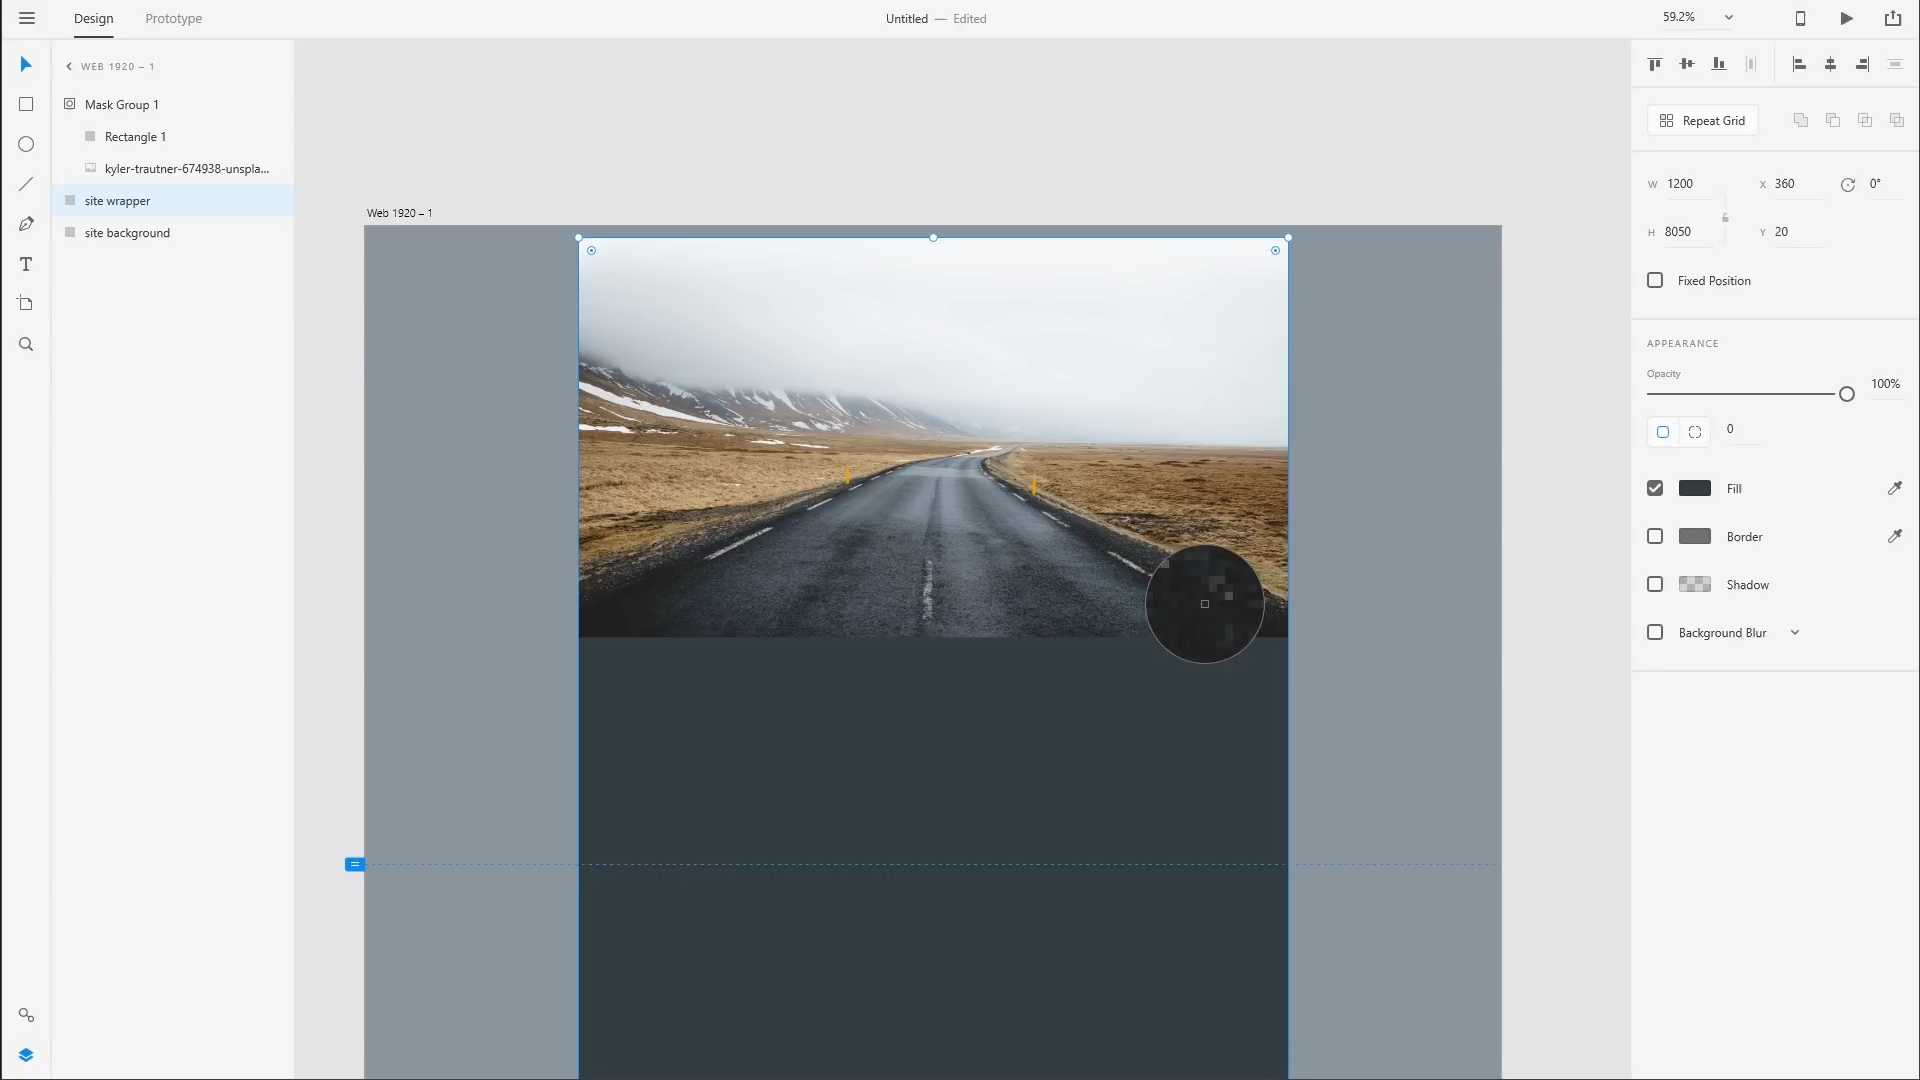 Design
Prototype
Untitled — Edited
59.2%
WEB 1920 – 1
Mask Group 1
Rectangle 1
kyler-trautner-674938-unspla...
site wrapper
site background
Web 1920 – 1
Repeat Grid
W 1200
X 360
0°
H 8050
Y 20
Fixed Position
APPEARANCE
Opacity
100%
0
Fill
Border
Shadow
Background Blur